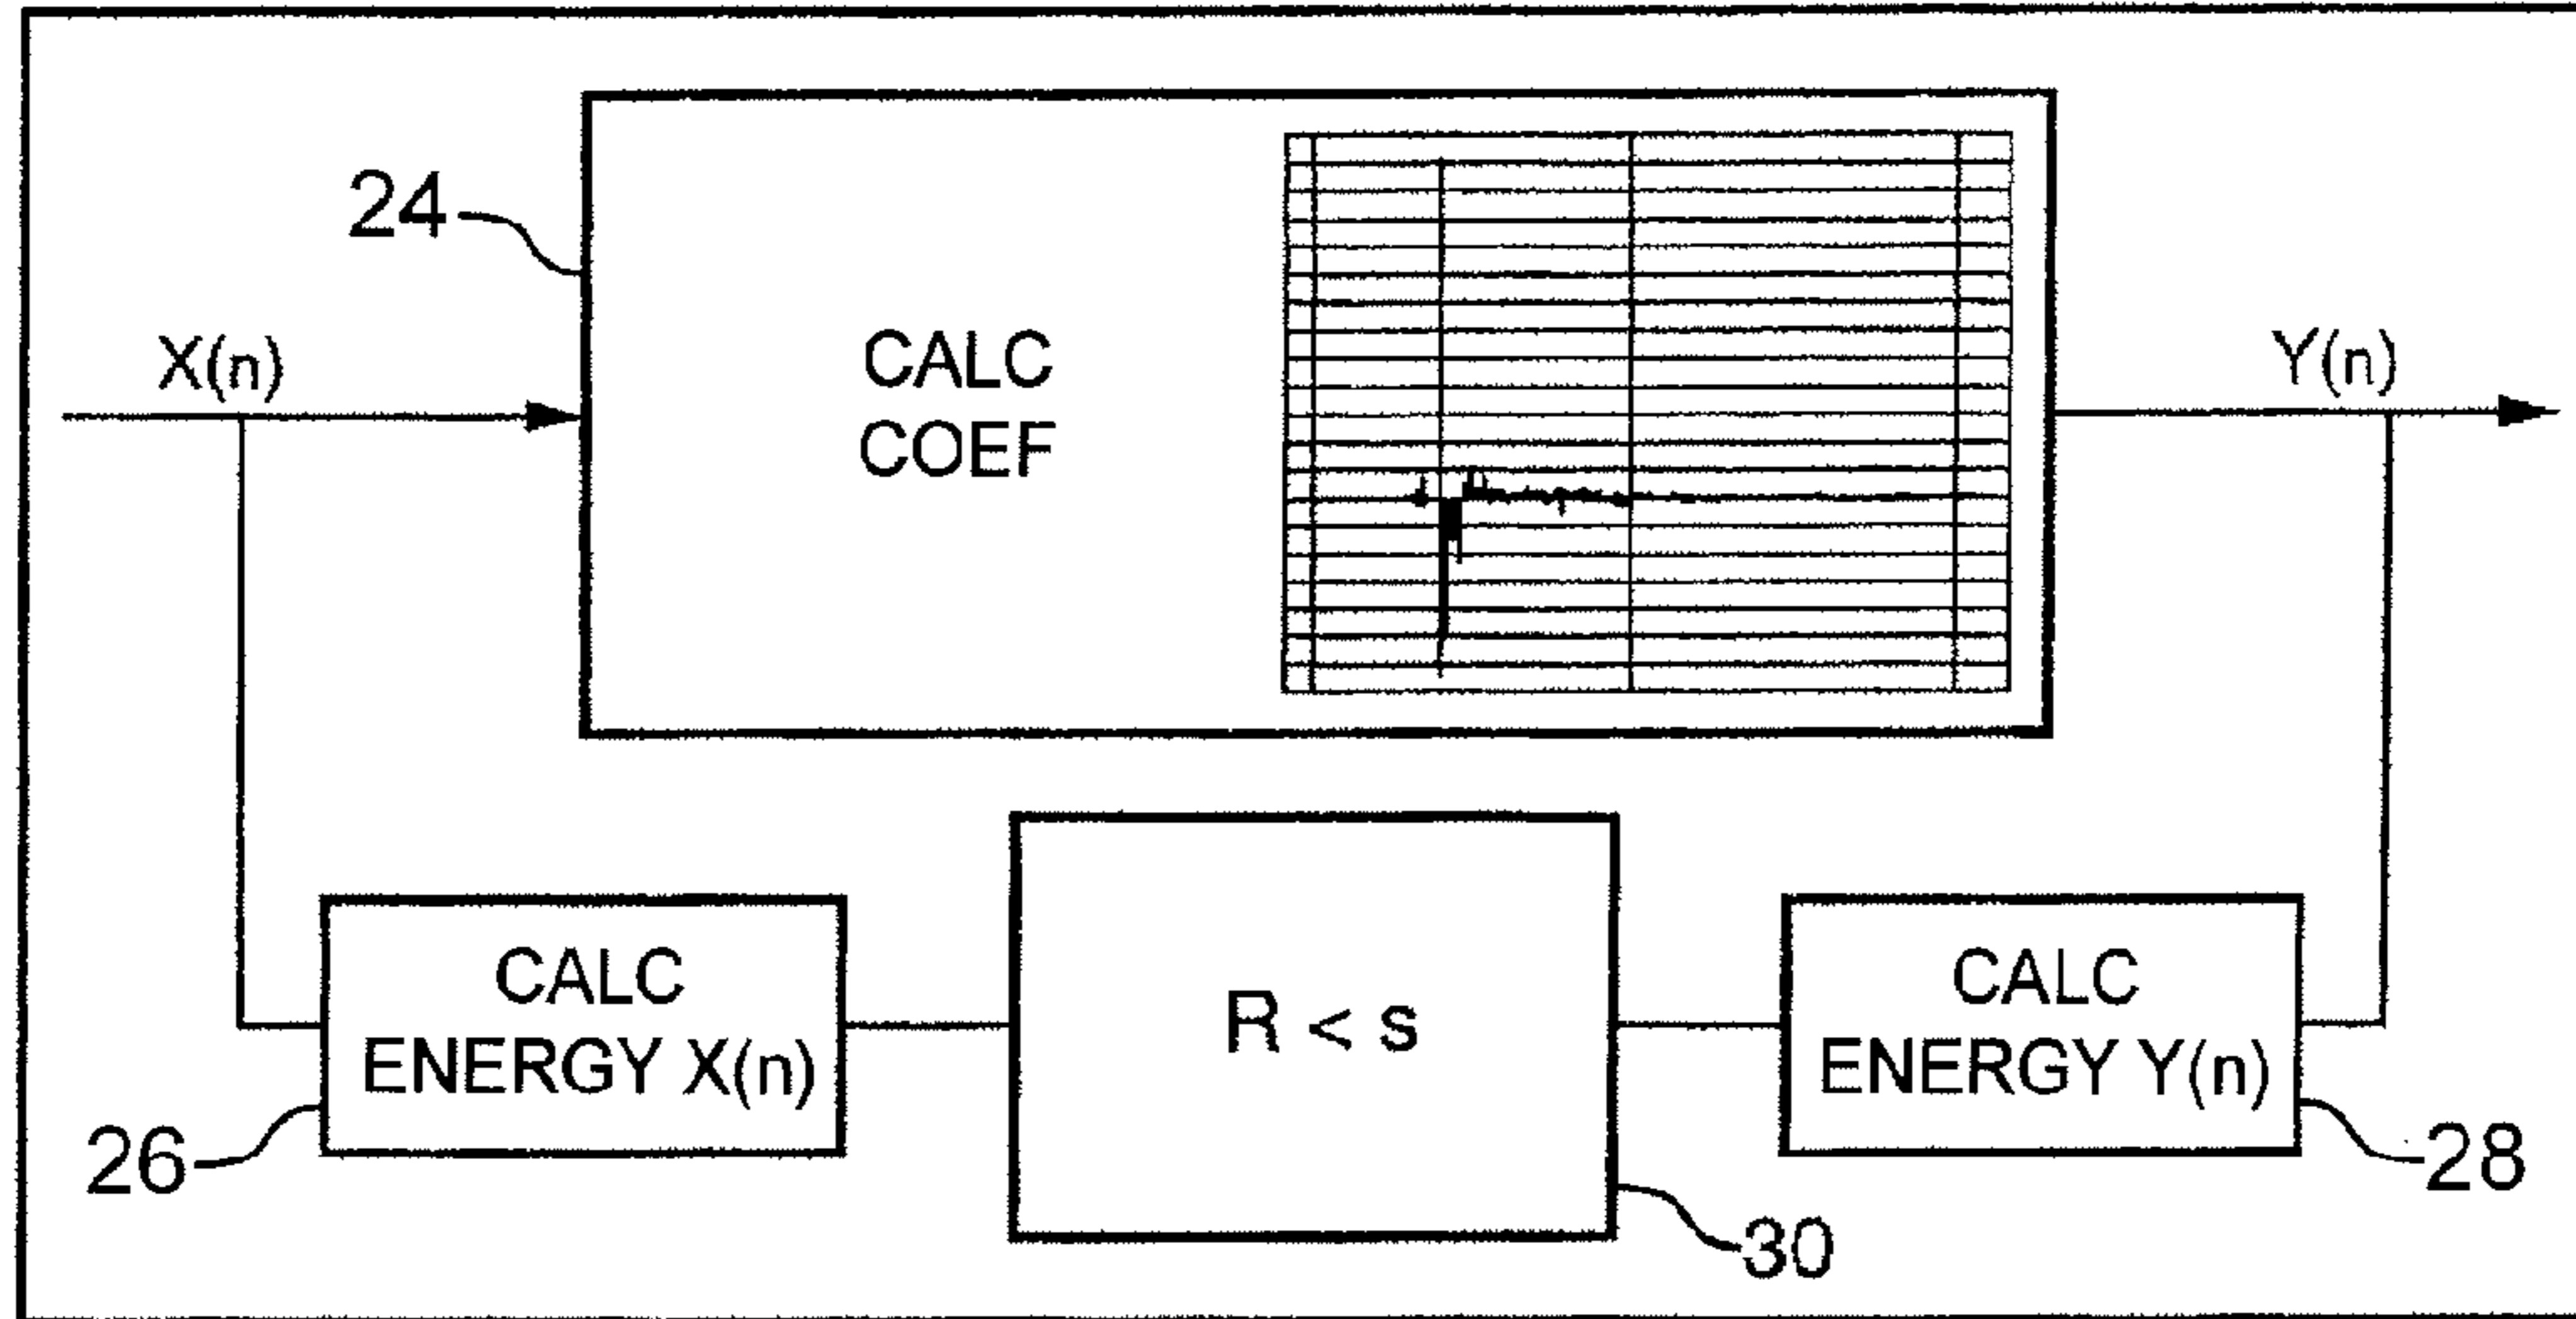 24
X(n)
CALC
COEF
Y(n)
CALC
ENERGY X(n)
R < s
CALC
ENERGY Y(n)
26
28
30